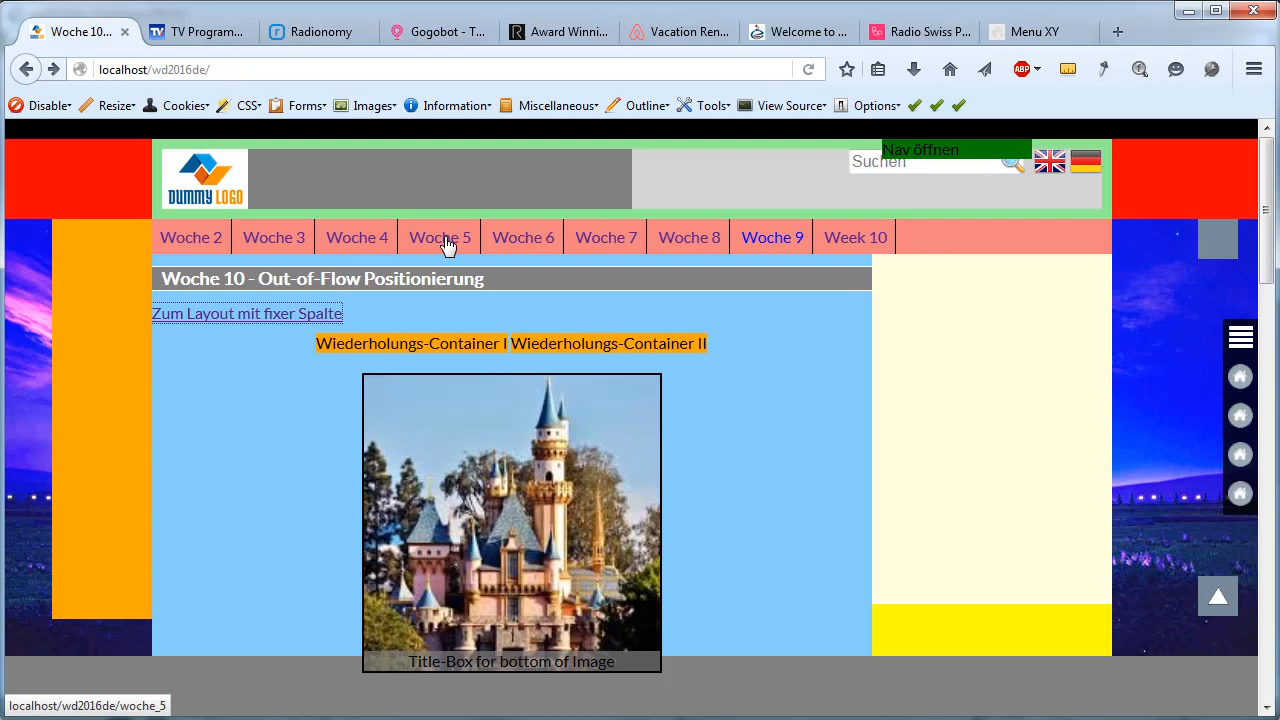 Woche 10...
TV Program...
Radionomy
Gogobot - T...
Award Winni...
Vacation Ren...
Welcome to ...
Radio Swiss P...
Menu XY
localhost/wd2016de/
ABP
Disable
Resize
Cookies
CSS
Forms
Images
Information
Miscellaneous
Outline
Tools
View Source
Options
Nav öffnen
Suchen
DUMMY LOGO
Woche 2
Woche 3
Woche 4
Woche 5
Woche 6
Woche 7
Woche 8
Woche 9
Week 10
Woche 10 - Out-of-Flow Positionierung
Zum Layout mit fixer Spalte
Wiederholungs-Container I Wiederholungs-Container II
Title-Box for bottom of Image
localhost/wd2016de/woche_5